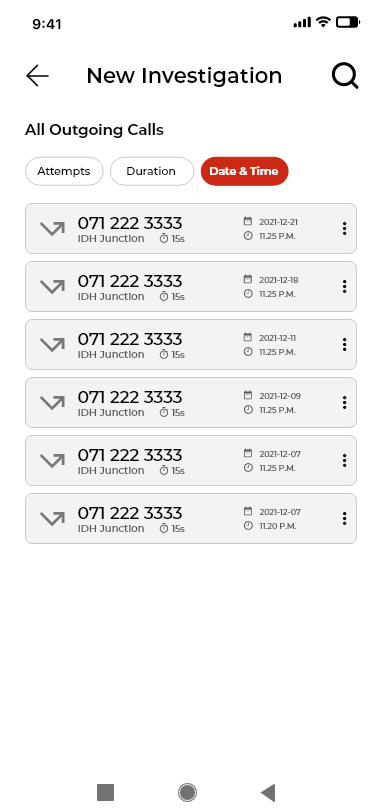 9:41
New Investigation
All Outgoing Calls
Attempts Duration Date & Time
071 222 3333 2021-12-21
IDH Junction 15s 11.25 P.M.
071 222 3333 2021-12-18
IDH Junction 15s 11.25 P.M.
071 222 3333 2021-12-11
IDH Junction 15s 11.25 P.M.
071 222 3333 2021-12-09
IDH Junction 15s 11.25 P.M.
071 222 3333 2021-12-07
IDH Junction 15s 11.25 P.M.
071 222 3333 2021-12-07
IDH Junction 15s 11.20 P.M.